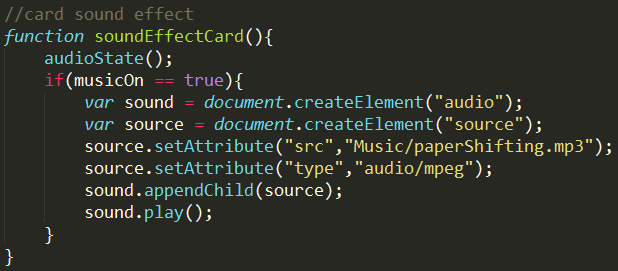 //card sound effect
function soundEffectCard(){
    audioState();
    if(musicOn == true){
        var sound = document.createElement("audio");
        var source = document.createElement("source");
        source.setAttribute("src","Music/paperShifting.mp3");
        source.setAttribute("type","audio/mpeg");
        sound.appendChild(source);
        sound.play();
    }
}